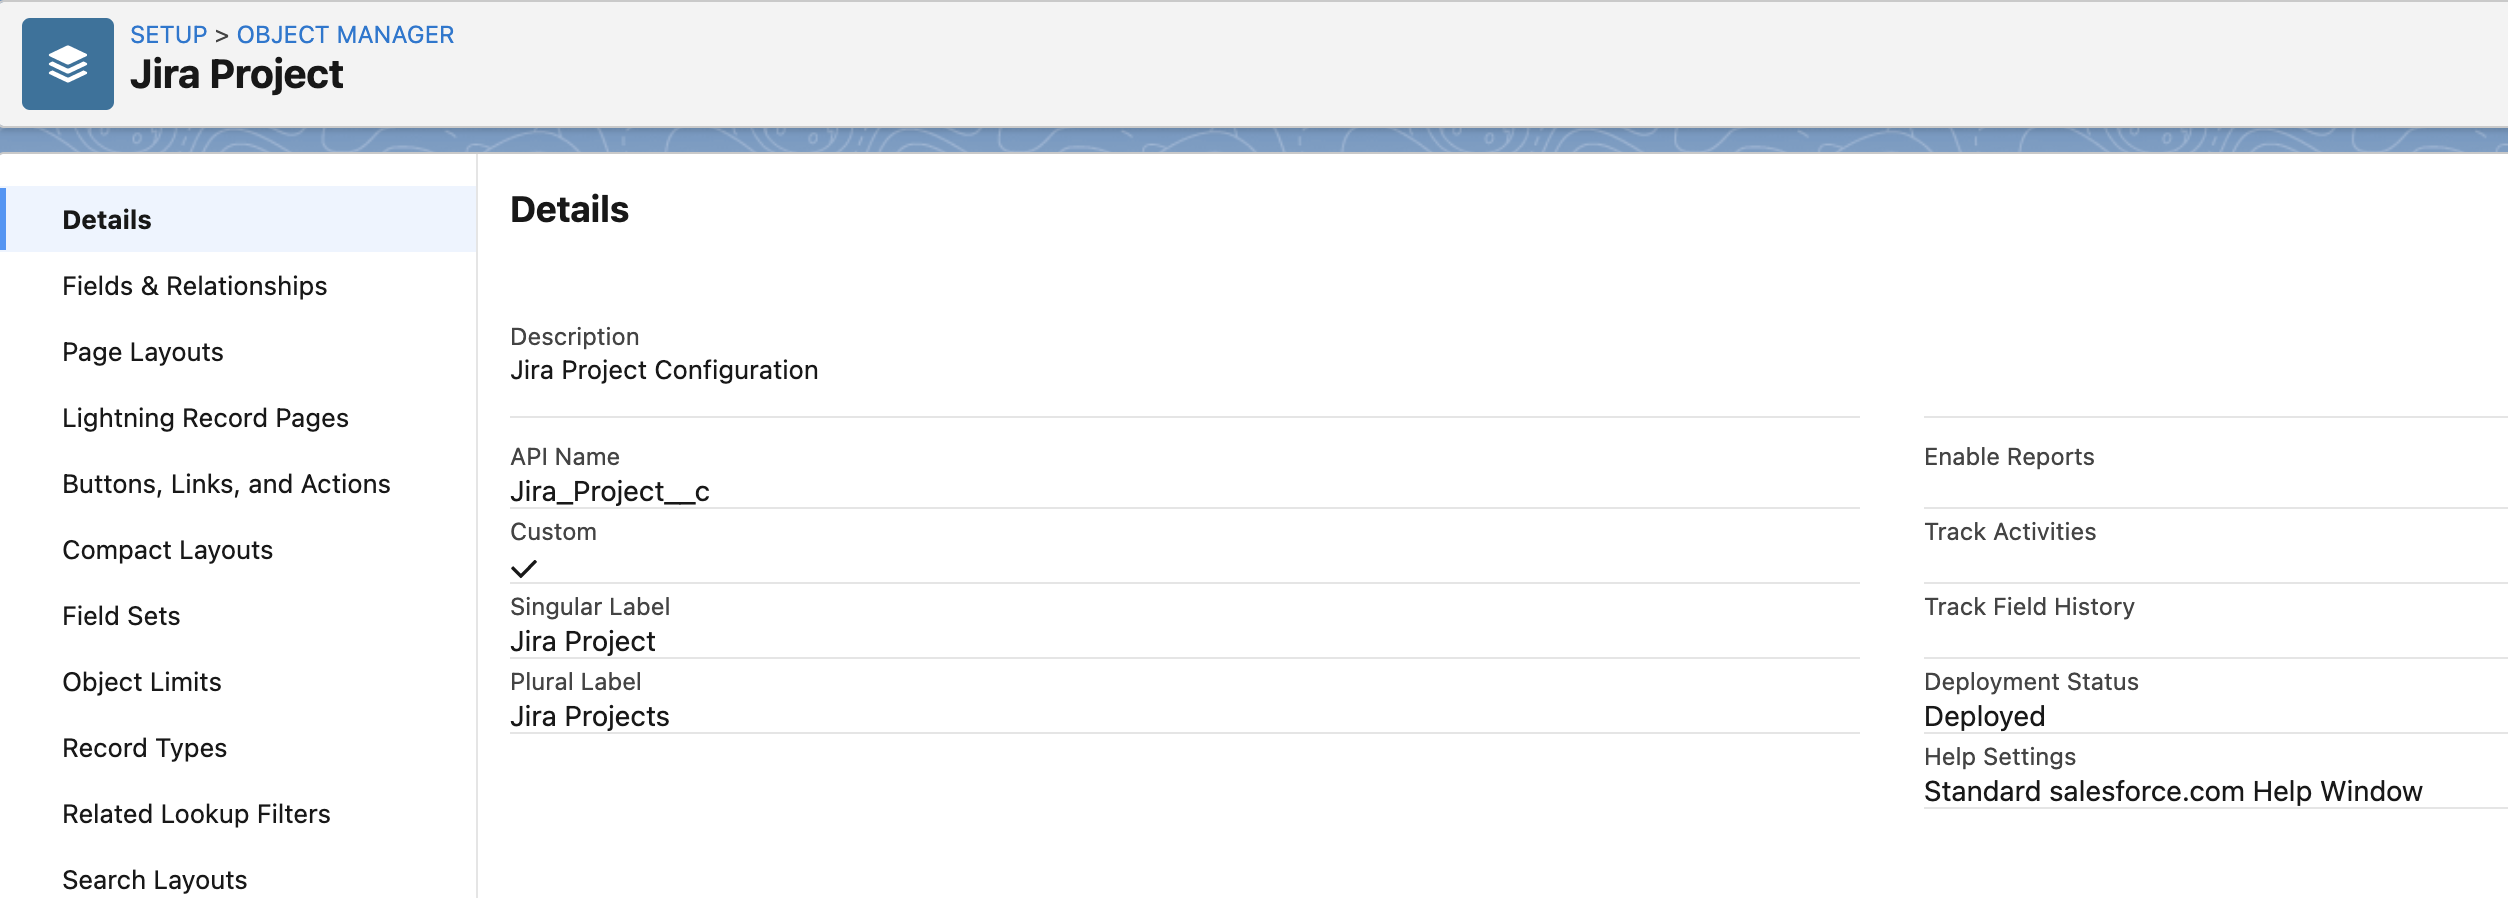 SETUP > OBJECT MANAGER
Jira Project
Details
Fields & Relationships
Page Layouts
Lightning Record Pages
Buttons, Links, and Actions
Compact Layouts
Field Sets
Object Limits
Record Types
Related Lookup Filters
Search Layouts
Details
Description
Jira Project Configuration
API Name
Jira_Project__c
Custom
Singular Label
Jira Project
Plural Label
Jira Projects
Enable Reports
Track Activities
Track Field History
Deployment Status
Deployed
Help Settings
Standard salesforce.com Help Window